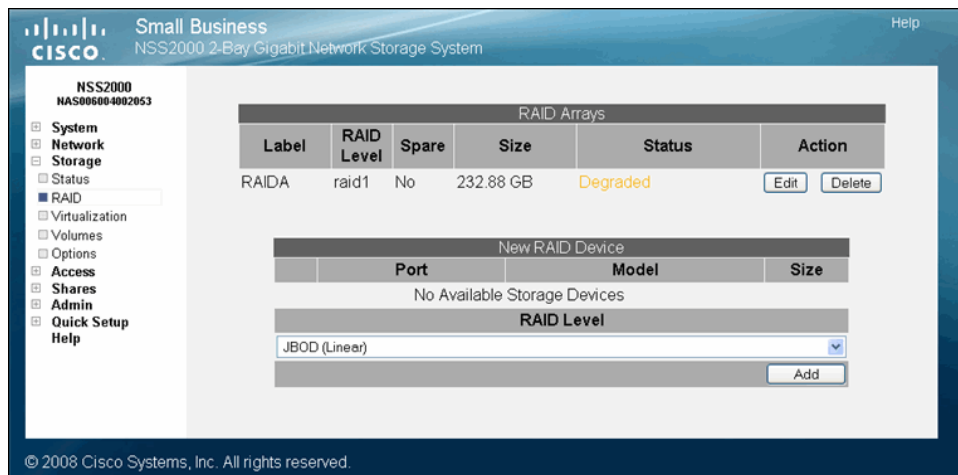 CISCO.
Small Business
NSS2000 2-Bay Gigabit Network Storage System
Help
NSS2000
NAS006004002053
System
Network
Storage
Status
RAID
Virtualization
Volumes
Options
Access
Shares
Admin
Quick Setup
Help
RAID Arrays
Label RAID Level Spare Size Status Action
RAIDA raid1 No 232.88 GB Degraded Edit Delete
New RAID Device
Port Model Size
No Available Storage Devices
RAID Level
JBOD (Linear)
Add
© 2008 Cisco Systems, Inc. All rights reserved.